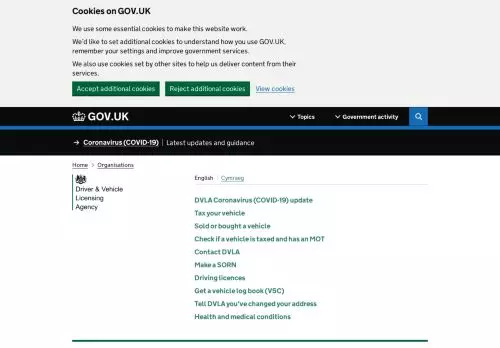 Cookies on GOV.UK
We use some essential cookies to make this website work.
We'd like to set additional cookies to understand how you use GOV.UK,
remember your settings and improve government services.
We also use cookies set by other sites to help us deliver content from their
services.
Accept additional cookies
Reject additional cookies
View cookies
GOV.UK
Topics
Government activity
→ Coronavirus (COVID-19) | Latest updates and guidance
Home > Organisations
Driver & Vehicle
Licensing
Agency
English
Cymraeg
DVLA Coronavirus (COVID-19) update
Tax your vehicle
Sold or bought a vehicle
Check if a vehicle is taxed and has an MOT
Contact DVLA
Make a SORN
Driving licences
Get a vehicle log book (V5C)
Tell DVLA you've changed your address
Health and medical conditions